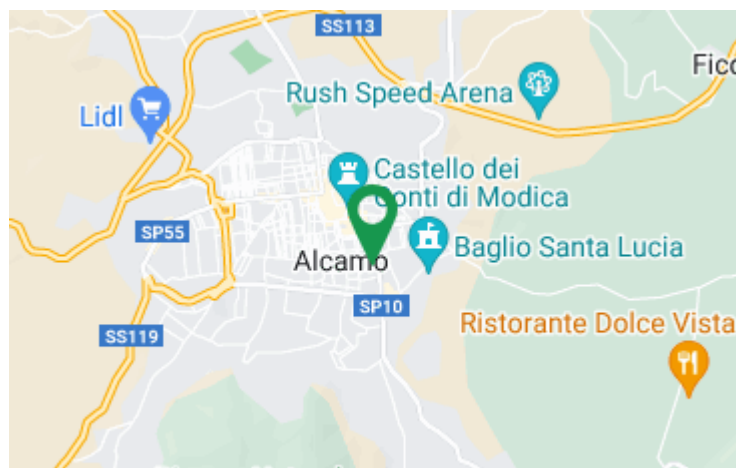 SS113
Fico
Rush Speed Arena
Lidl
Castello dei
Conti di Modica
SP55
Baglio Santa Lucia
Alcamo
SP10
Ristorante Dolce Vista
SS119